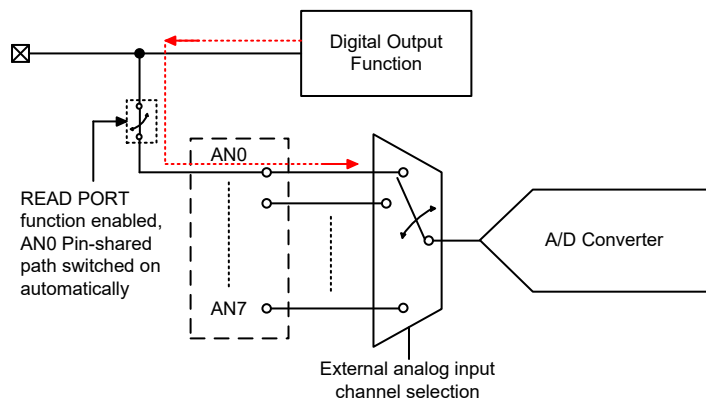 Digital Output
Function
AN0
READ PORT
function enabled,
AN0 Pin-shared
path switched on
automatically
A/D Converter
AN7
External analog input
channel selection